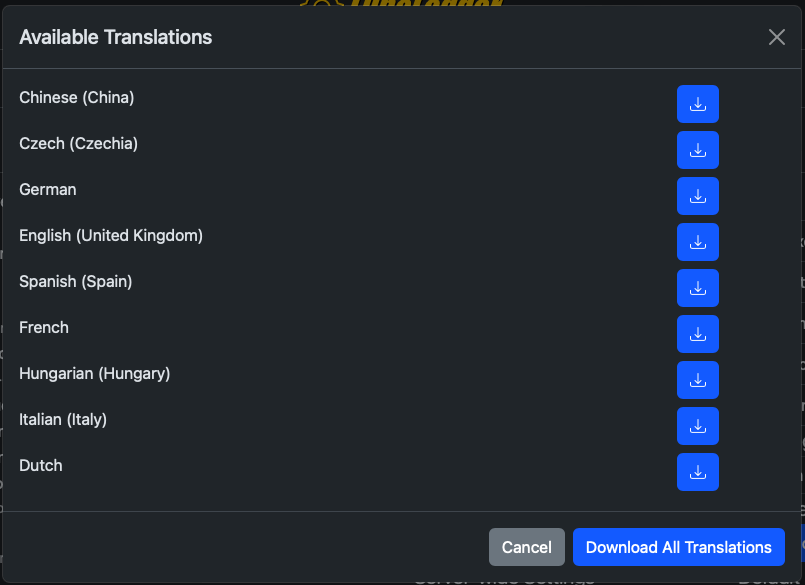 Available Translations
Chinese (China)
Czech (Czechia)
German
English (United Kingdom)
Spanish (Spain)
French
Hungarian (Hungary)
Italian (Italy)
Dutch
Cancel
Download All Translations